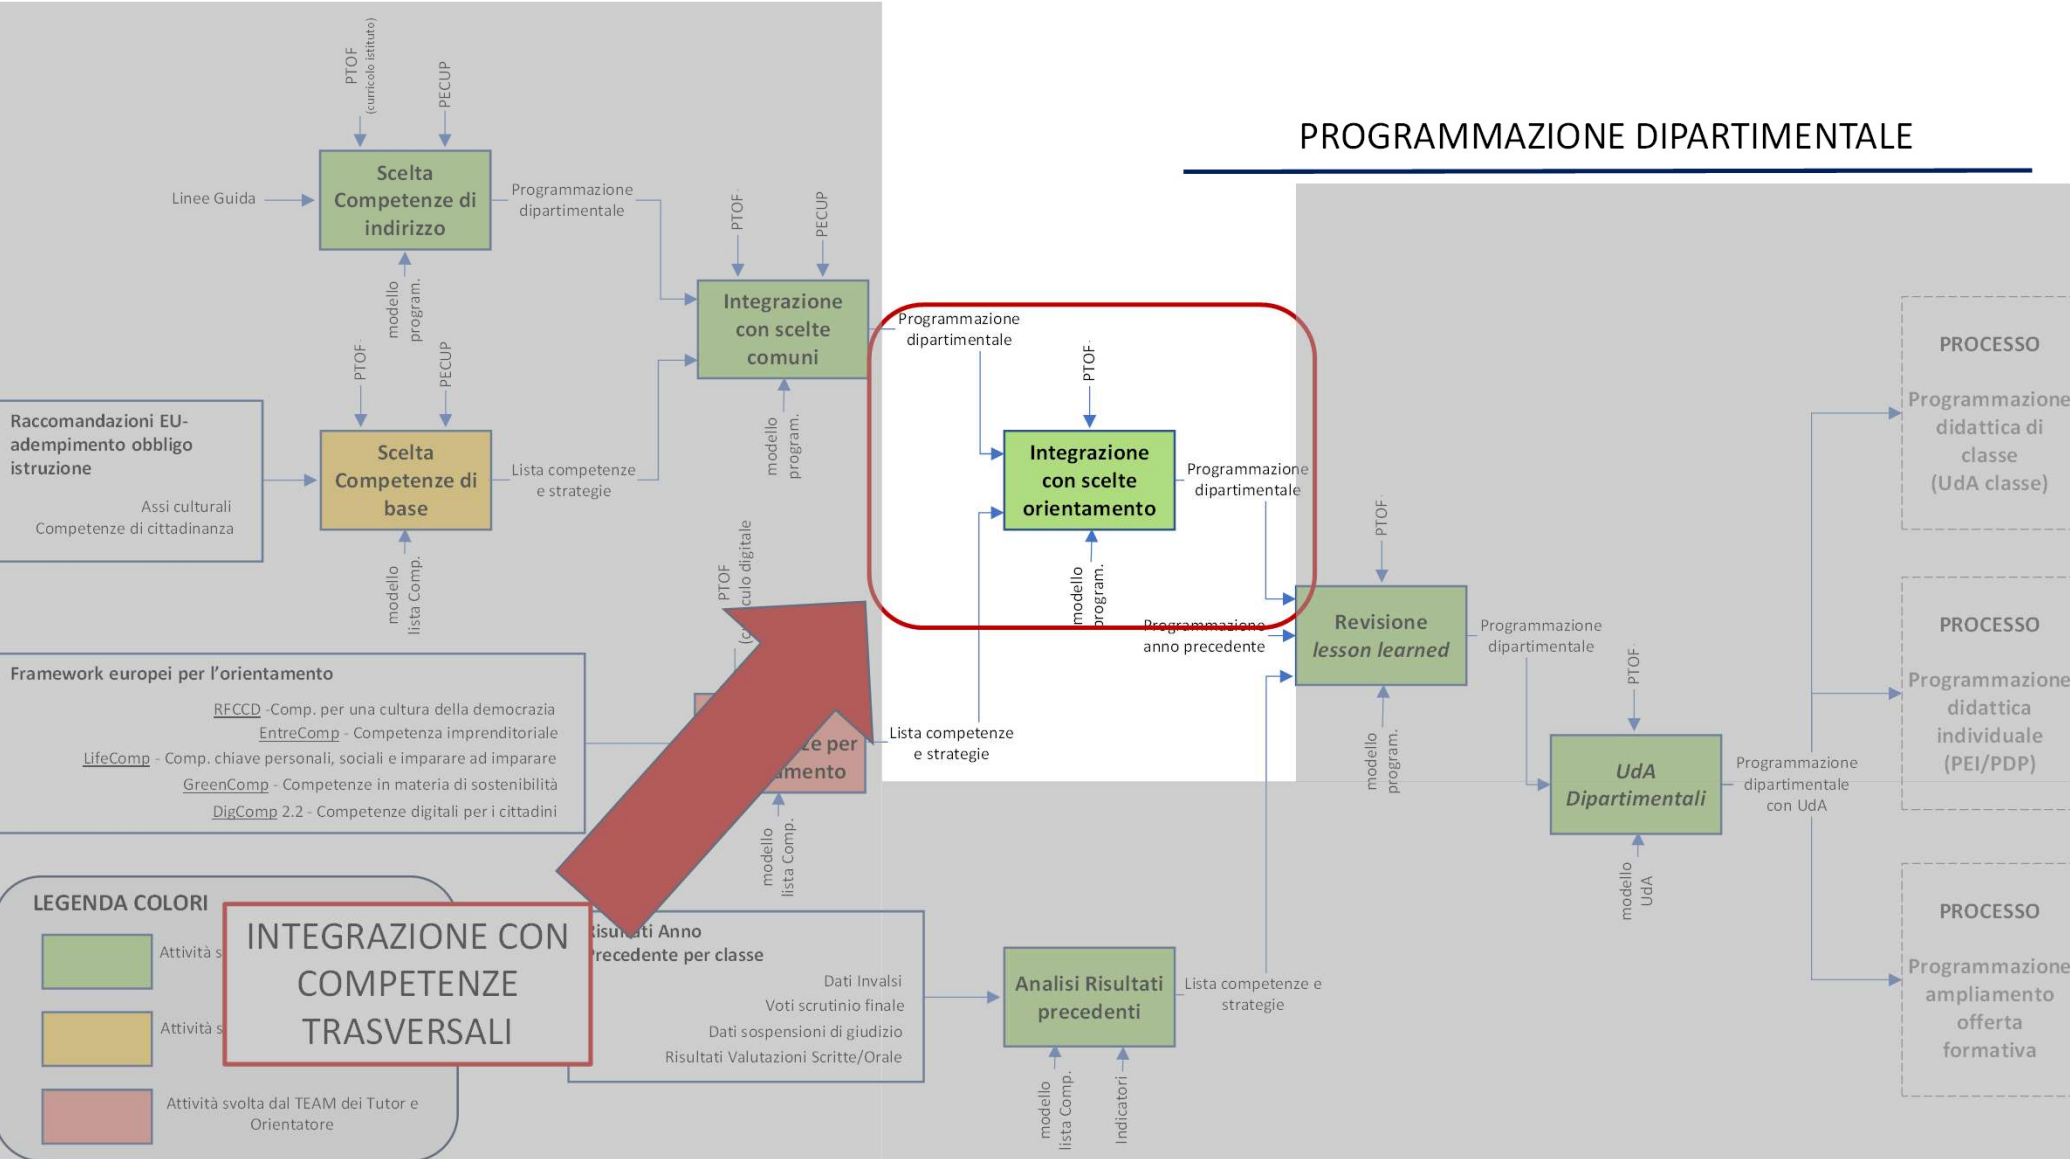 PROGRAMMAZIONE DIPARTIMENTALE
PTOF
(curricolo istituto)
PECUP
Linee Guida
Scelta
Competenze di
indirizzo
modello
program.
Programmazione
dipartimentale
PTOF
PECUP
Integrazione
con scelte
comuni
modello
program.
PTOF
PECUP
Raccomandazioni EU-
adempimento obbligo
istruzione
Assi culturali
Competenze di cittadinanza
Scelta
Competenze di
base
modello
lista Comp.
Lista competenze
e strategie
Programmazione
dipartimentale
PTOF
Integrazione
con scelte
orientamento
modello
program.
Programmazione
dipartimentale
Framework europei per l’orientamento
RFCCD -Comp. per una cultura della democrazia
EntreComp - Competenza imprenditoriale
LifeComp - Comp. chiave personali, sociali e imparare ad imparare
GreenComp - Competenze in materia di sostenibilità
DigComp 2.2 - Competenze digitali per i cittadini
PTOF
digitale
per
modello
lista Comp.
Lista competenze
e strategie
Programmazione
anno precedente
PTOF
Revisione
lesson learned
modello
program.
Programmazione
dipartimentale
PTOF
UdA
Dipartimentali
modello
UdA
Programmazione
dipartimentale
con UdA
PROCESSO
Programmazione
didattica di
classe
(UdA classe)
PROCESSO
Programmazione
didattica
individuale
(PEI/PDP)
PROCESSO
Programmazione
ampliamento
offerta
formativa
LEGENDA COLORI
Attività
Attività
Attività svolta dal TEAM dei Tutor e
Orientatore
INTEGRAZIONE CON
COMPETENZE
TRASVERSALI
Risultati Anno
Precedente per classe
Dati Invalsi
Voti scrutinio finale
Dati sospensioni di giudizio
Risultati Valutazioni Scritte/Orale
Analisi Risultati
precedenti
modello
lista Comp.
Indicatori
Lista competenze e
strategie